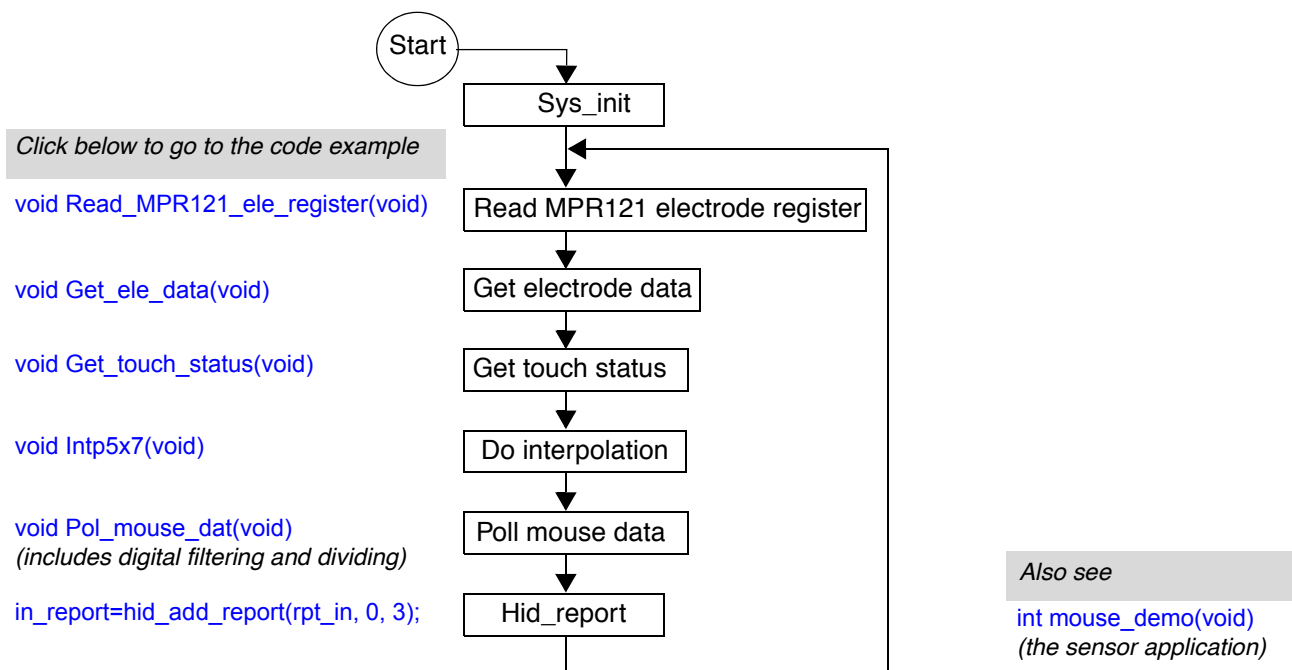 Start
Sys_init
Click below to go to the code example
void Read_MPR121_ele_register(void)
Read MPR121 electrode register
void Get_ele_data(void)
Get electrode data
void Get_touch_status(void)
Get touch status
void Intp5x7(void)
Do interpolation
void Pol_mouse_dat(void)
(includes digital filtering and dividing)
Poll mouse data
in_report=hid_add_report(rpt_in, 0, 3);
Hid_report
Also see
int mouse_demo(void)
(the sensor application)